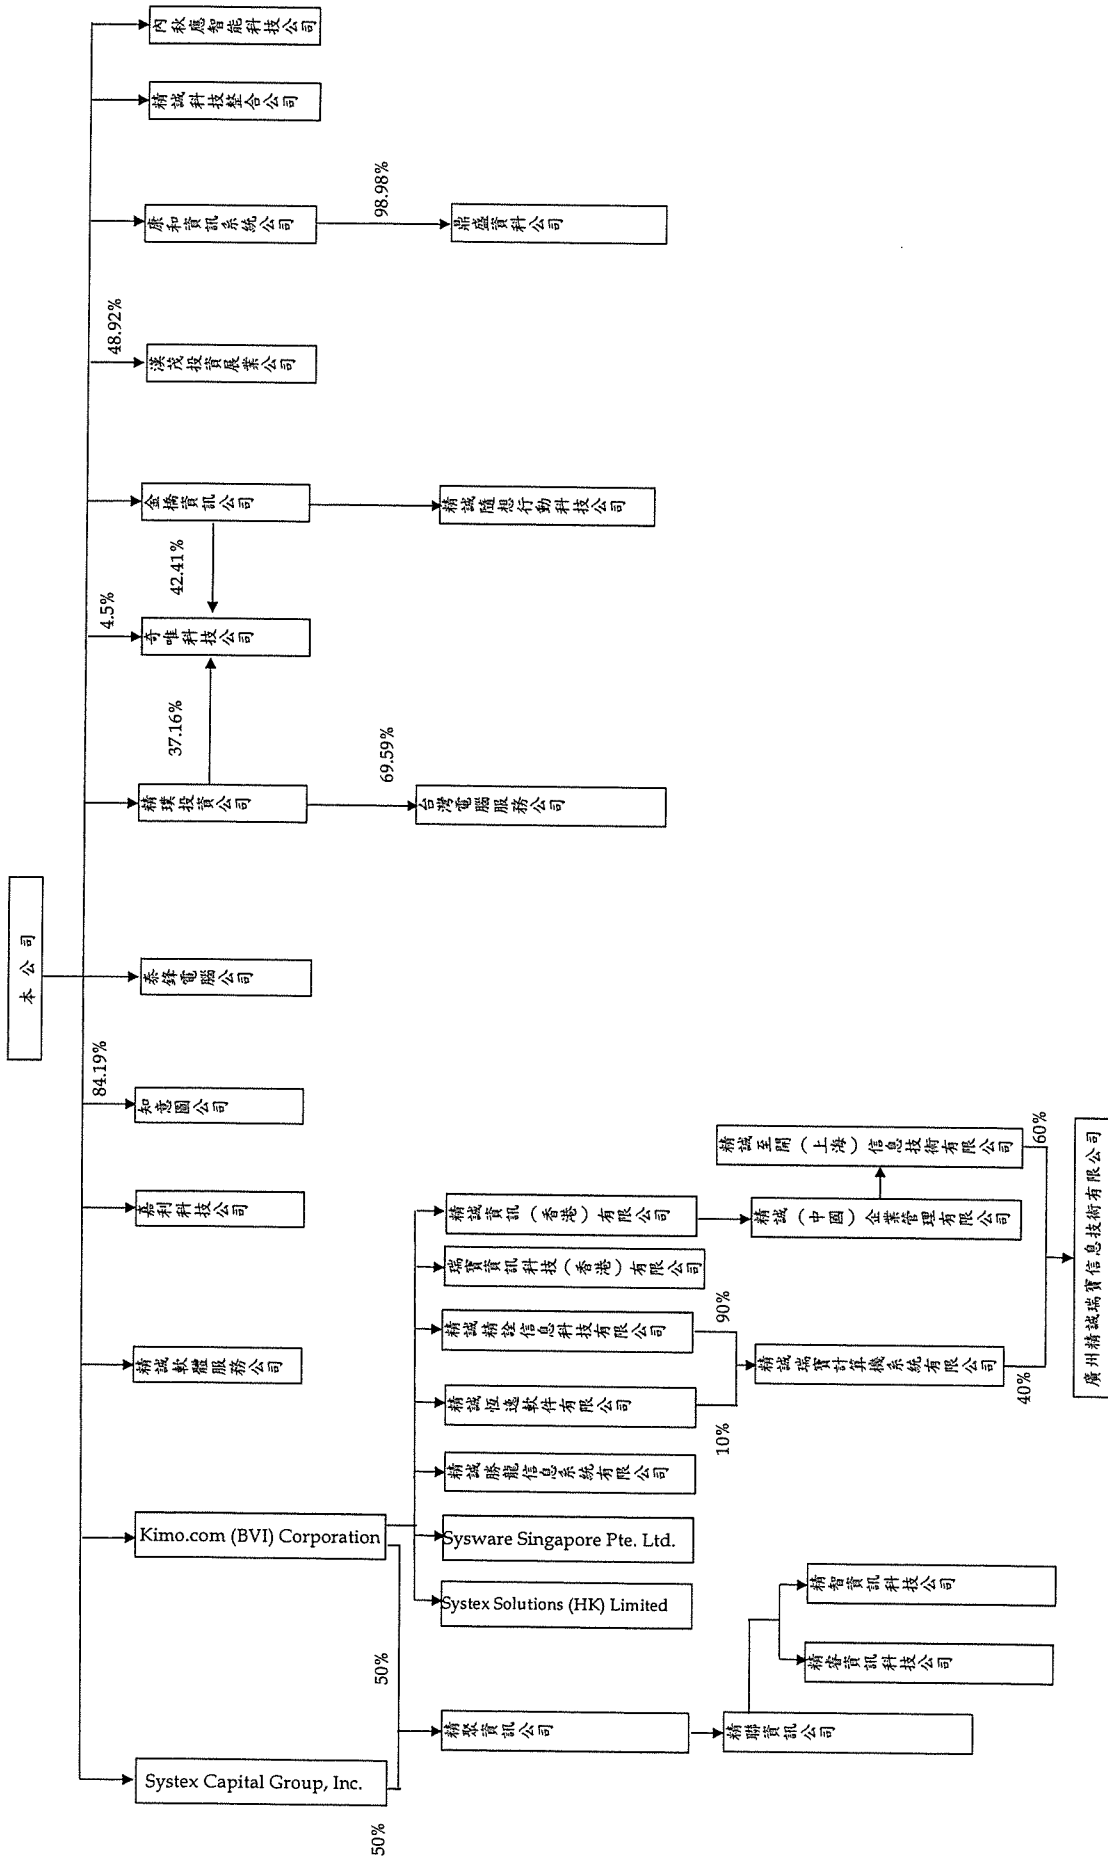 本公司
Systex Capital Group, Inc.
Kimo.com (BVI) Corporation
精誠軟體服務公司
嘉利科技公司
84.19%
知意圖公司
泰鋒電腦公司
精璞投資公司
4.5%
奇唯科技公司
金橋資訊公司
48.92%
漢茂投資展業公司
康和資訊系統公司
精誠科技整合公司
內秋應智能科技公司
37.16%
42.41%
69.59%
台灣電腦服務公司
精誠隨想行動科技公司
98.98%
鼎盛資科公司
50%
50%
精聚資訊公司
Systex Solutions (HK) Limited
Sysware Singapore Pte. Ltd.
精誠勝龍信息系統有限公司
精誠恆逸軟件有限公司
精誠精詮信息科技有限公司
瑞寶資訊科技（香港）有限公司
精誠資訊（香港）有限公司
10%
90%
精聯資訊公司
精誠瑞寶計算機系統有限公司
精誠（中國）企業管理有限公司
精誠至開（上海）信息技術有限公司
精睿資訊科技公司
精智資訊科技公司
40%
60%
廣州精誠瑞寶信息技術有限公司